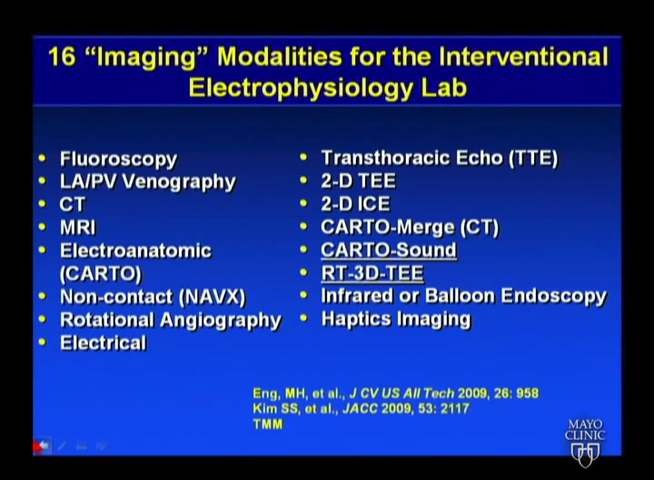 16 “Imaging” Modalities for the Interventional
Electrophysiology Lab
• Fluoroscopy
• LA/PV Venography
• CT
• MRI
• Electroanatomic
(CARTO)
• Non-contact (NAVX)
• Rotational Angiography
• Electrical
• Transthoracic Echo (TTE)
• 2-D TEE
• 2-D ICE
• CARTO-Merge (CT)
• CARTO-Sound
• RT-3D-TEE
• Infrared or Balloon Endoscopy
• Haptics Imaging
Eng, MH, et al., J CV US All Tech 2009, 26: 958
Kim SS, et al., JACC 2009, 53: 2117
TMM
MAYO
CLINIC